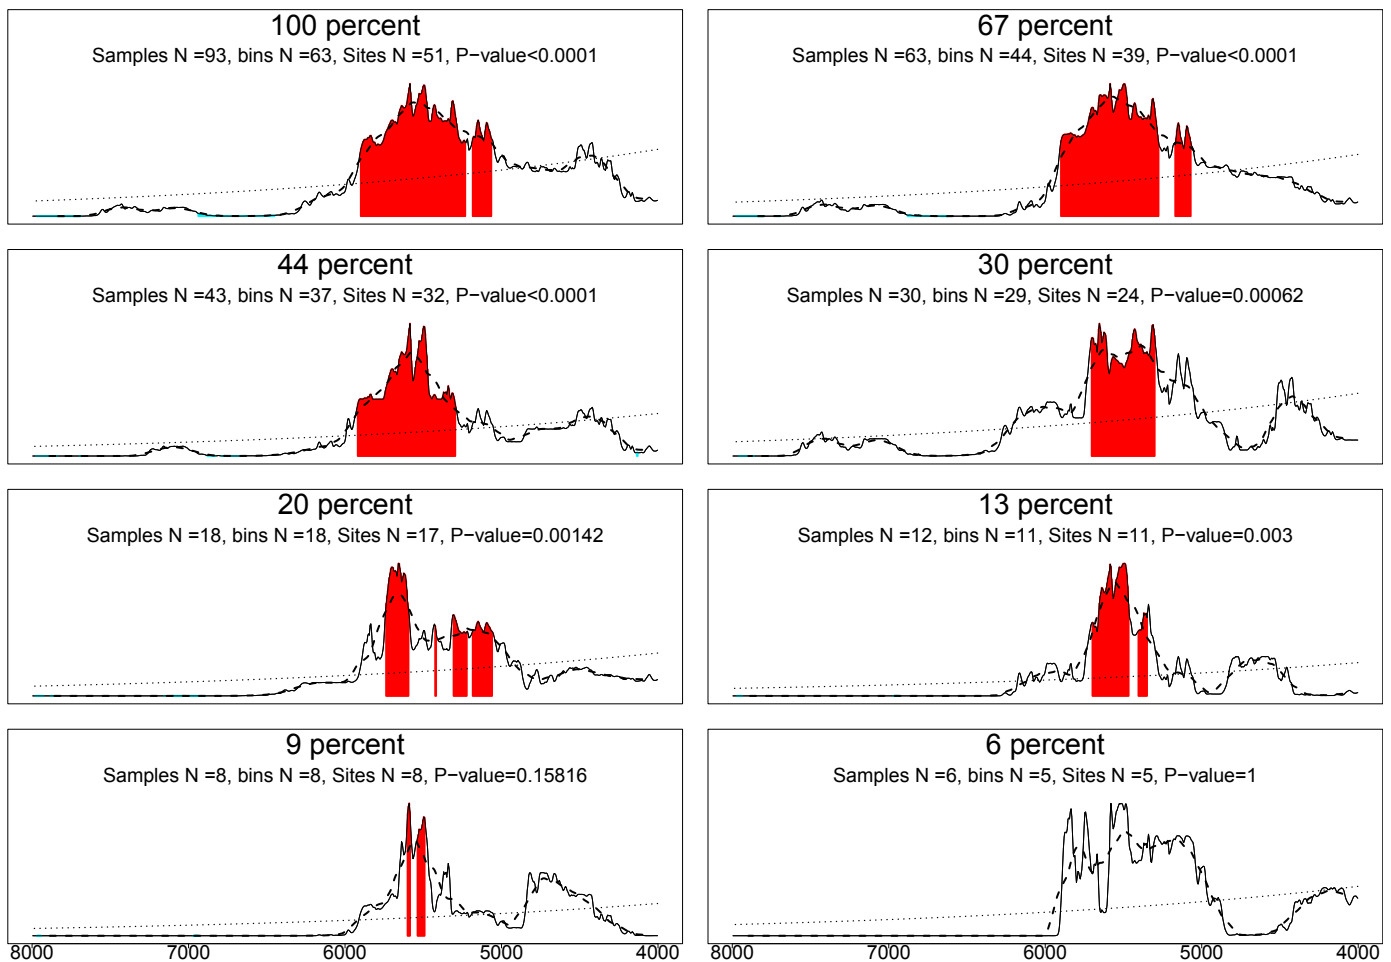 100 percent
Samples N =93, bins N =63, Sites N =51, P−value<0.0001
67 percent
Samples N =63, bins N =44, Sites N =39, P−value<0.0001
44 percent
Samples N =43, bins N =37, Sites N =32, P−value<0.0001
30 percent
Samples N =30, bins N =29, Sites N =24, P−value=0.00062
20 percent
Samples N =18, bins N =18, Sites N =17, P−value=0.00142
13 percent
Samples N =12, bins N =11, Sites N =11, P−value=0.003
9 percent
Samples N =8, bins N =8, Sites N =8, P−value=0.15816
6 percent
Samples N =6, bins N =5, Sites N =5, P−value=1
8000 7000 6000 5000 4000
8000 7000 6000 5000 4000